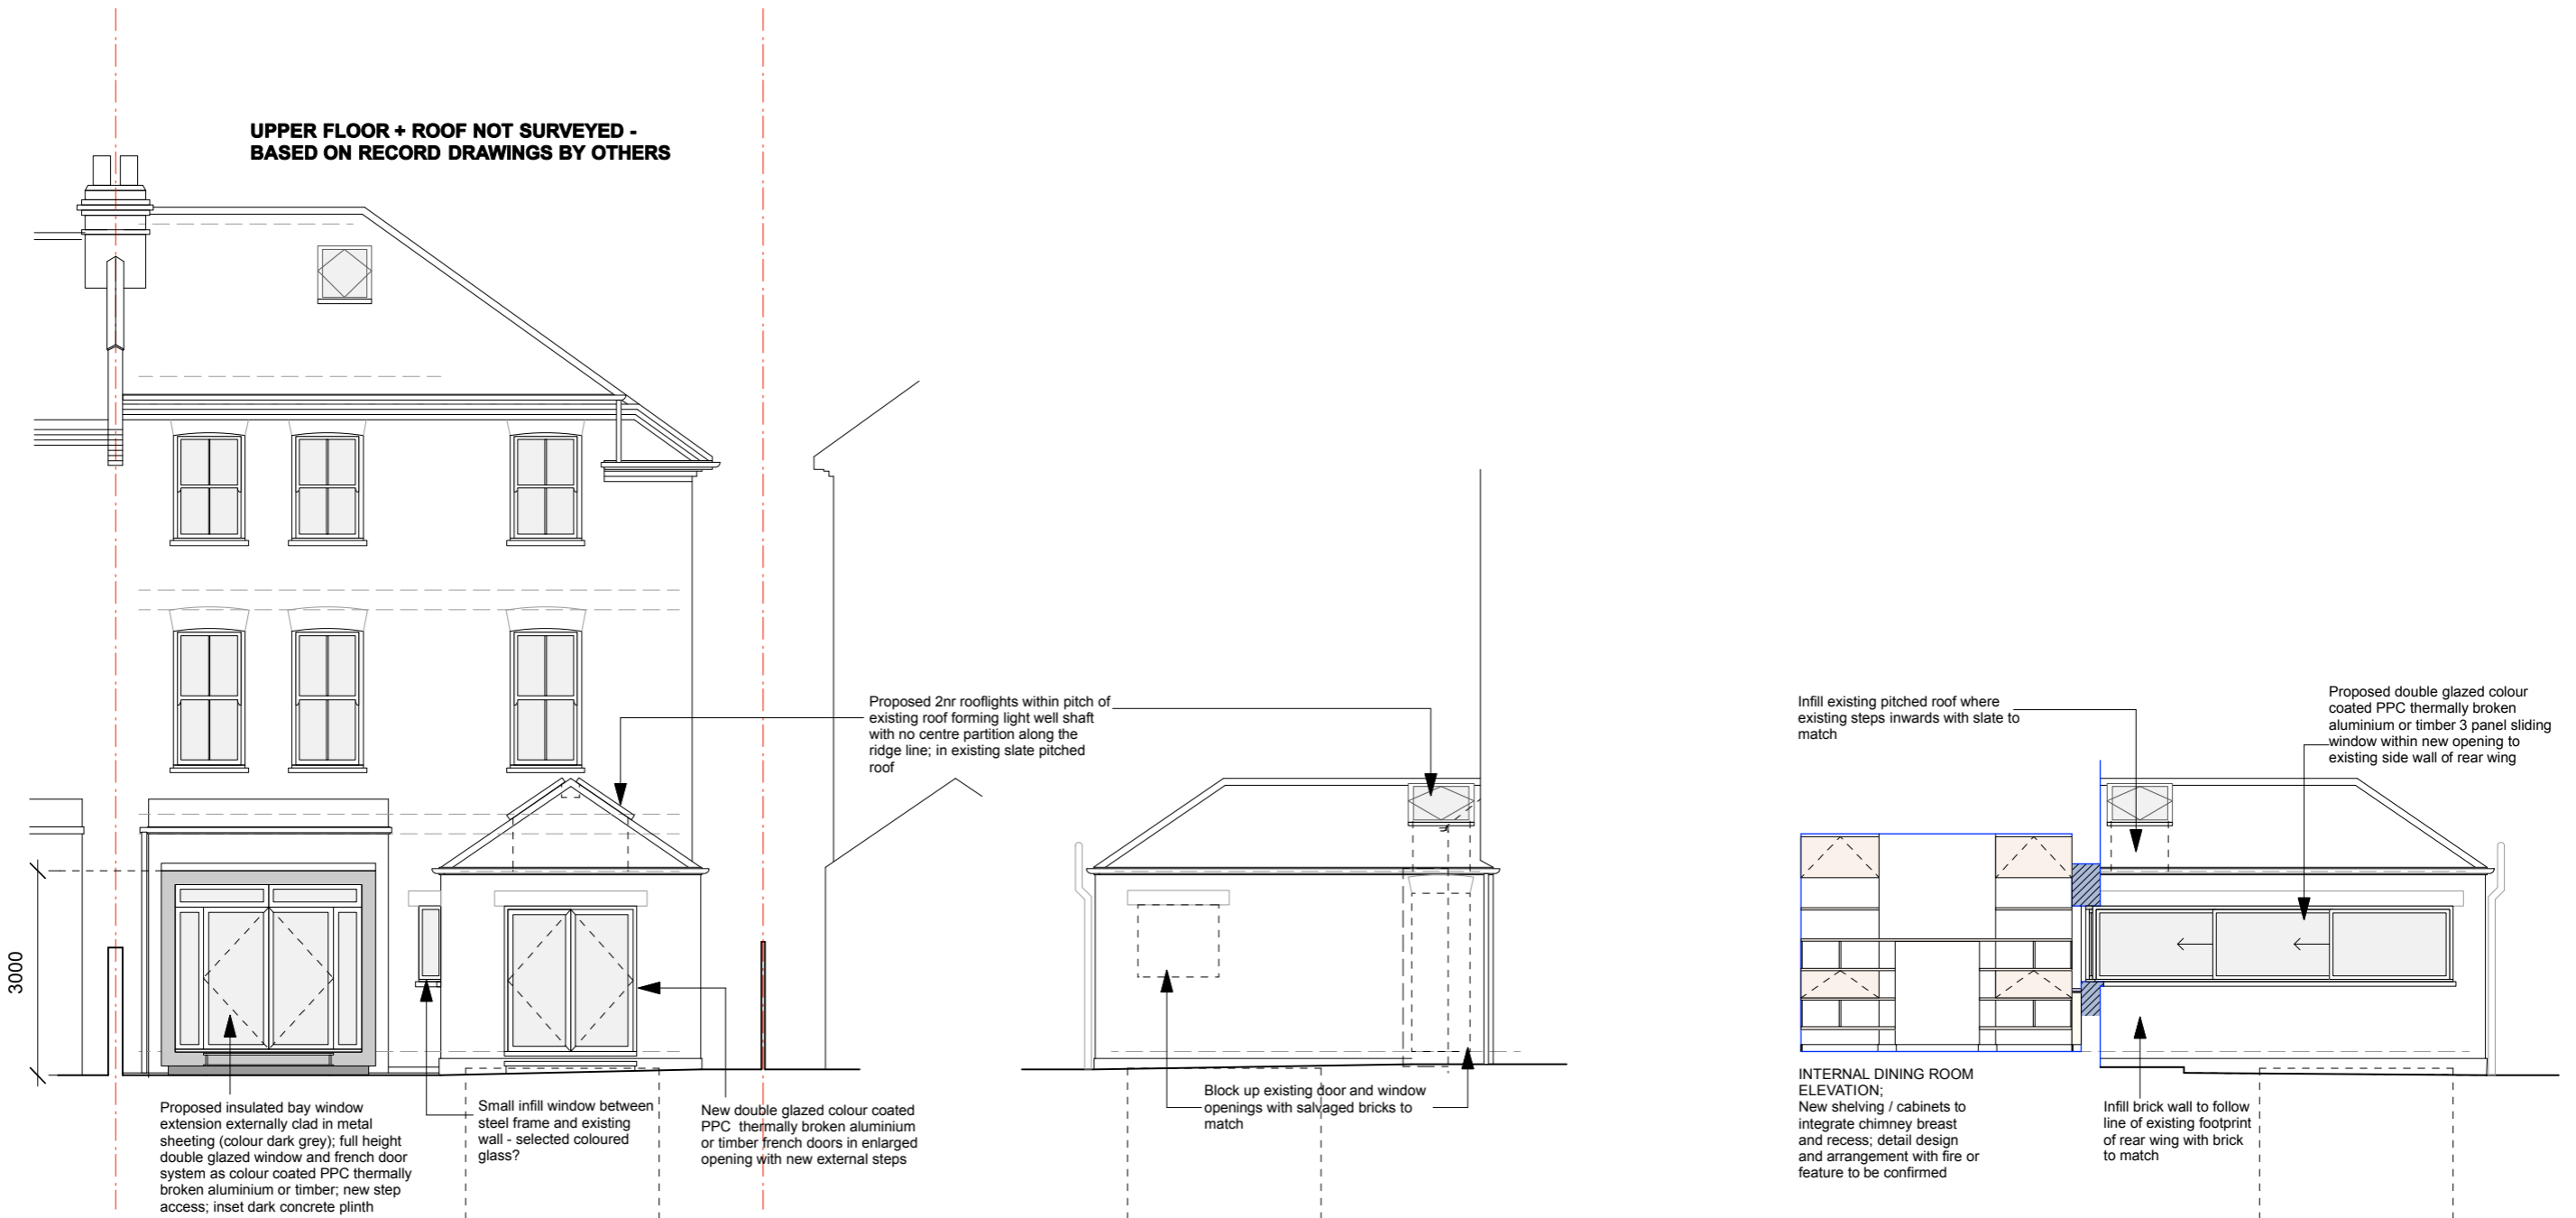 UPPER FLOOR + ROOF NOT SURVEYED -
BASED ON RECORD DRAWINGS BY OTHERS
Proposed 2nr rooflights within pitch of
existing roof forming light well shaft
with no centre partition along the
ridge line; in existing slate pitched
roof
Infill existing pitched roof where
existing steps inwards with slate to
match
Proposed double glazed colour
coated PPC thermally broken
aluminium or timber 3 panel sliding
window within new opening to
existing side wall of rear wing
3000
Proposed insulated bay window
extension externally clad in metal
sheeting (colour dark grey); full height
double glazed window and french door
system as colour coated PPC thermally
broken aluminium or timber; new step
access; inset dark concrete plinth
Small infill window between
steel frame and existing
wall - selected coloured
glass?
New double glazed colour coated
PPC  thermally broken aluminium
or timber french doors in enlarged
opening with new external steps
Block up existing door and window
openings with salvaged bricks to
match
INTERNAL DINING ROOM
ELEVATION;
New shelving / cabinets to
integrate chimney breast
and recess; detail design
and arrangement with fire or
feature to be confirmed
Infill brick wall to follow
line of existing footprint
of rear wing with brick
to match